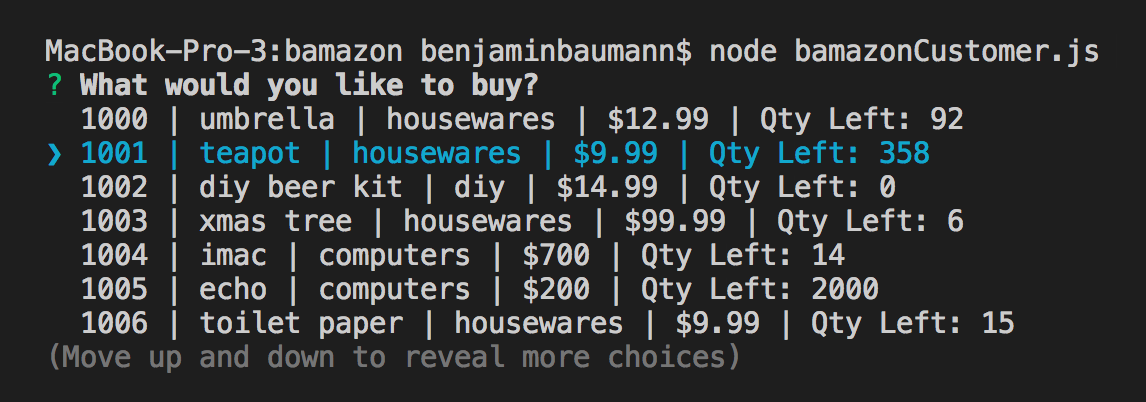 MacBook-Pro-3:bamazon benjaminbaumann$ node bamazonCustomer.js
? What would you like to buy?
1000 | umbrella | housewares | $12.99 | Qty Left: 92
❯ 1001 | teapot | housewares | $9.99 | Qty Left: 358
1002 | diy beer kit | diy | $14.99 | Qty Left: 0
1003 | xmas tree | housewares | $99.99 | Qty Left: 6
1004 | imac | computers | $700 | Qty Left: 14
1005 | echo | computers | $200 | Qty Left: 2000
1006 | toilet paper | housewares | $9.99 | Qty Left: 15
(Move up and down to reveal more choices)